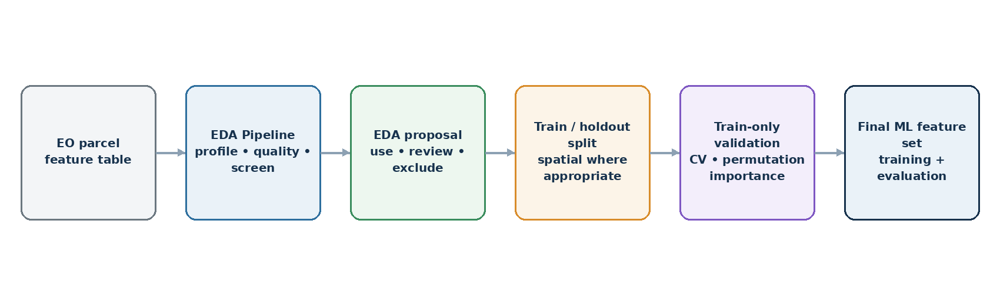 EO parcel
feature table
EDA Pipeline
profile • quality •
screen
EDA proposal
use • review •
exclude
Train / holdout
split
spatial where
appropriate
Train-only
validation
CV • permutation
importance
Final ML feature
set
training +
evaluation